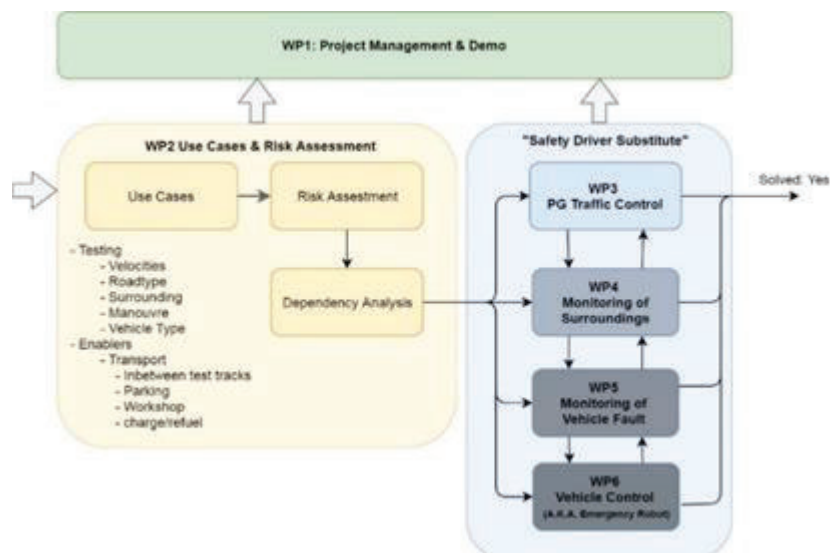 WP1: Project Management & Demo
WP2 Use Cases & Risk Assessment
Use Cases
Risk Assestment
Dependency Analysis
- Testing
- Velocities
- Roadtype
- Surrounding
- Manouvre
- Vehicle Type
- Enablers
- Transport
- Inbetween test tracks
- Parking
- Workshop
- charge/refuel
"Safety Driver Substitute"
WP3
PG Traffic Control
WP4
Monitoring of
Surroundings
WP5
Monitoring of
Vehicle Fault
WP6
Vehicle Control
(A.K.A. Emergency Robot)
Solved: Yes